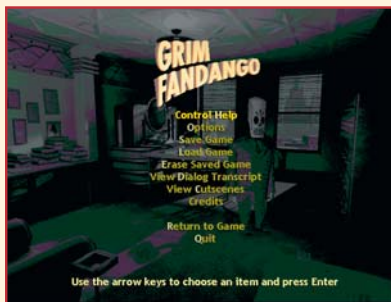 GRIM
FANDANGO
Control Help
Options
Save Game
Load Game
Erase Saved Game
View Dialog Transcript
View Cutscenes
Credits
Return to Game
Quit
Use the arrow keys to choose an item and press Enter